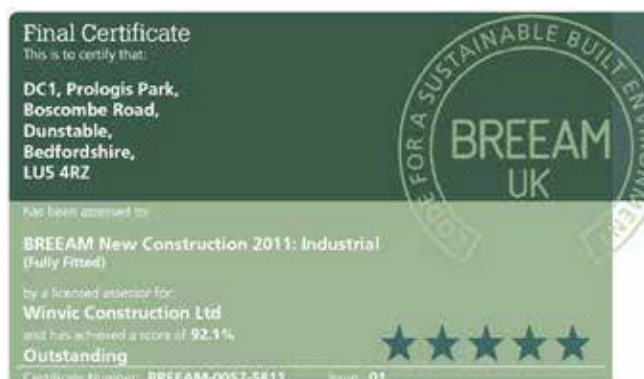 Final Certificate
This is to certify that:
DC1, Prologis Park,
Boscombe Road,
Dunstable,
Bedfordshire,
LU5 4RZ
has been assessed to:
BREEAM New Construction 2011: Industrial
(Fully Fitted)
by a licensed assessor for:
Winvic Construction Ltd
and has achieved a score of 92.1%
Outstanding
Certificate Number: BREEAM-0057-5611 Issue: 01
CODE FOR A SUSTAINABLE BUILT ENVIRONMENT
BREEAM
UK